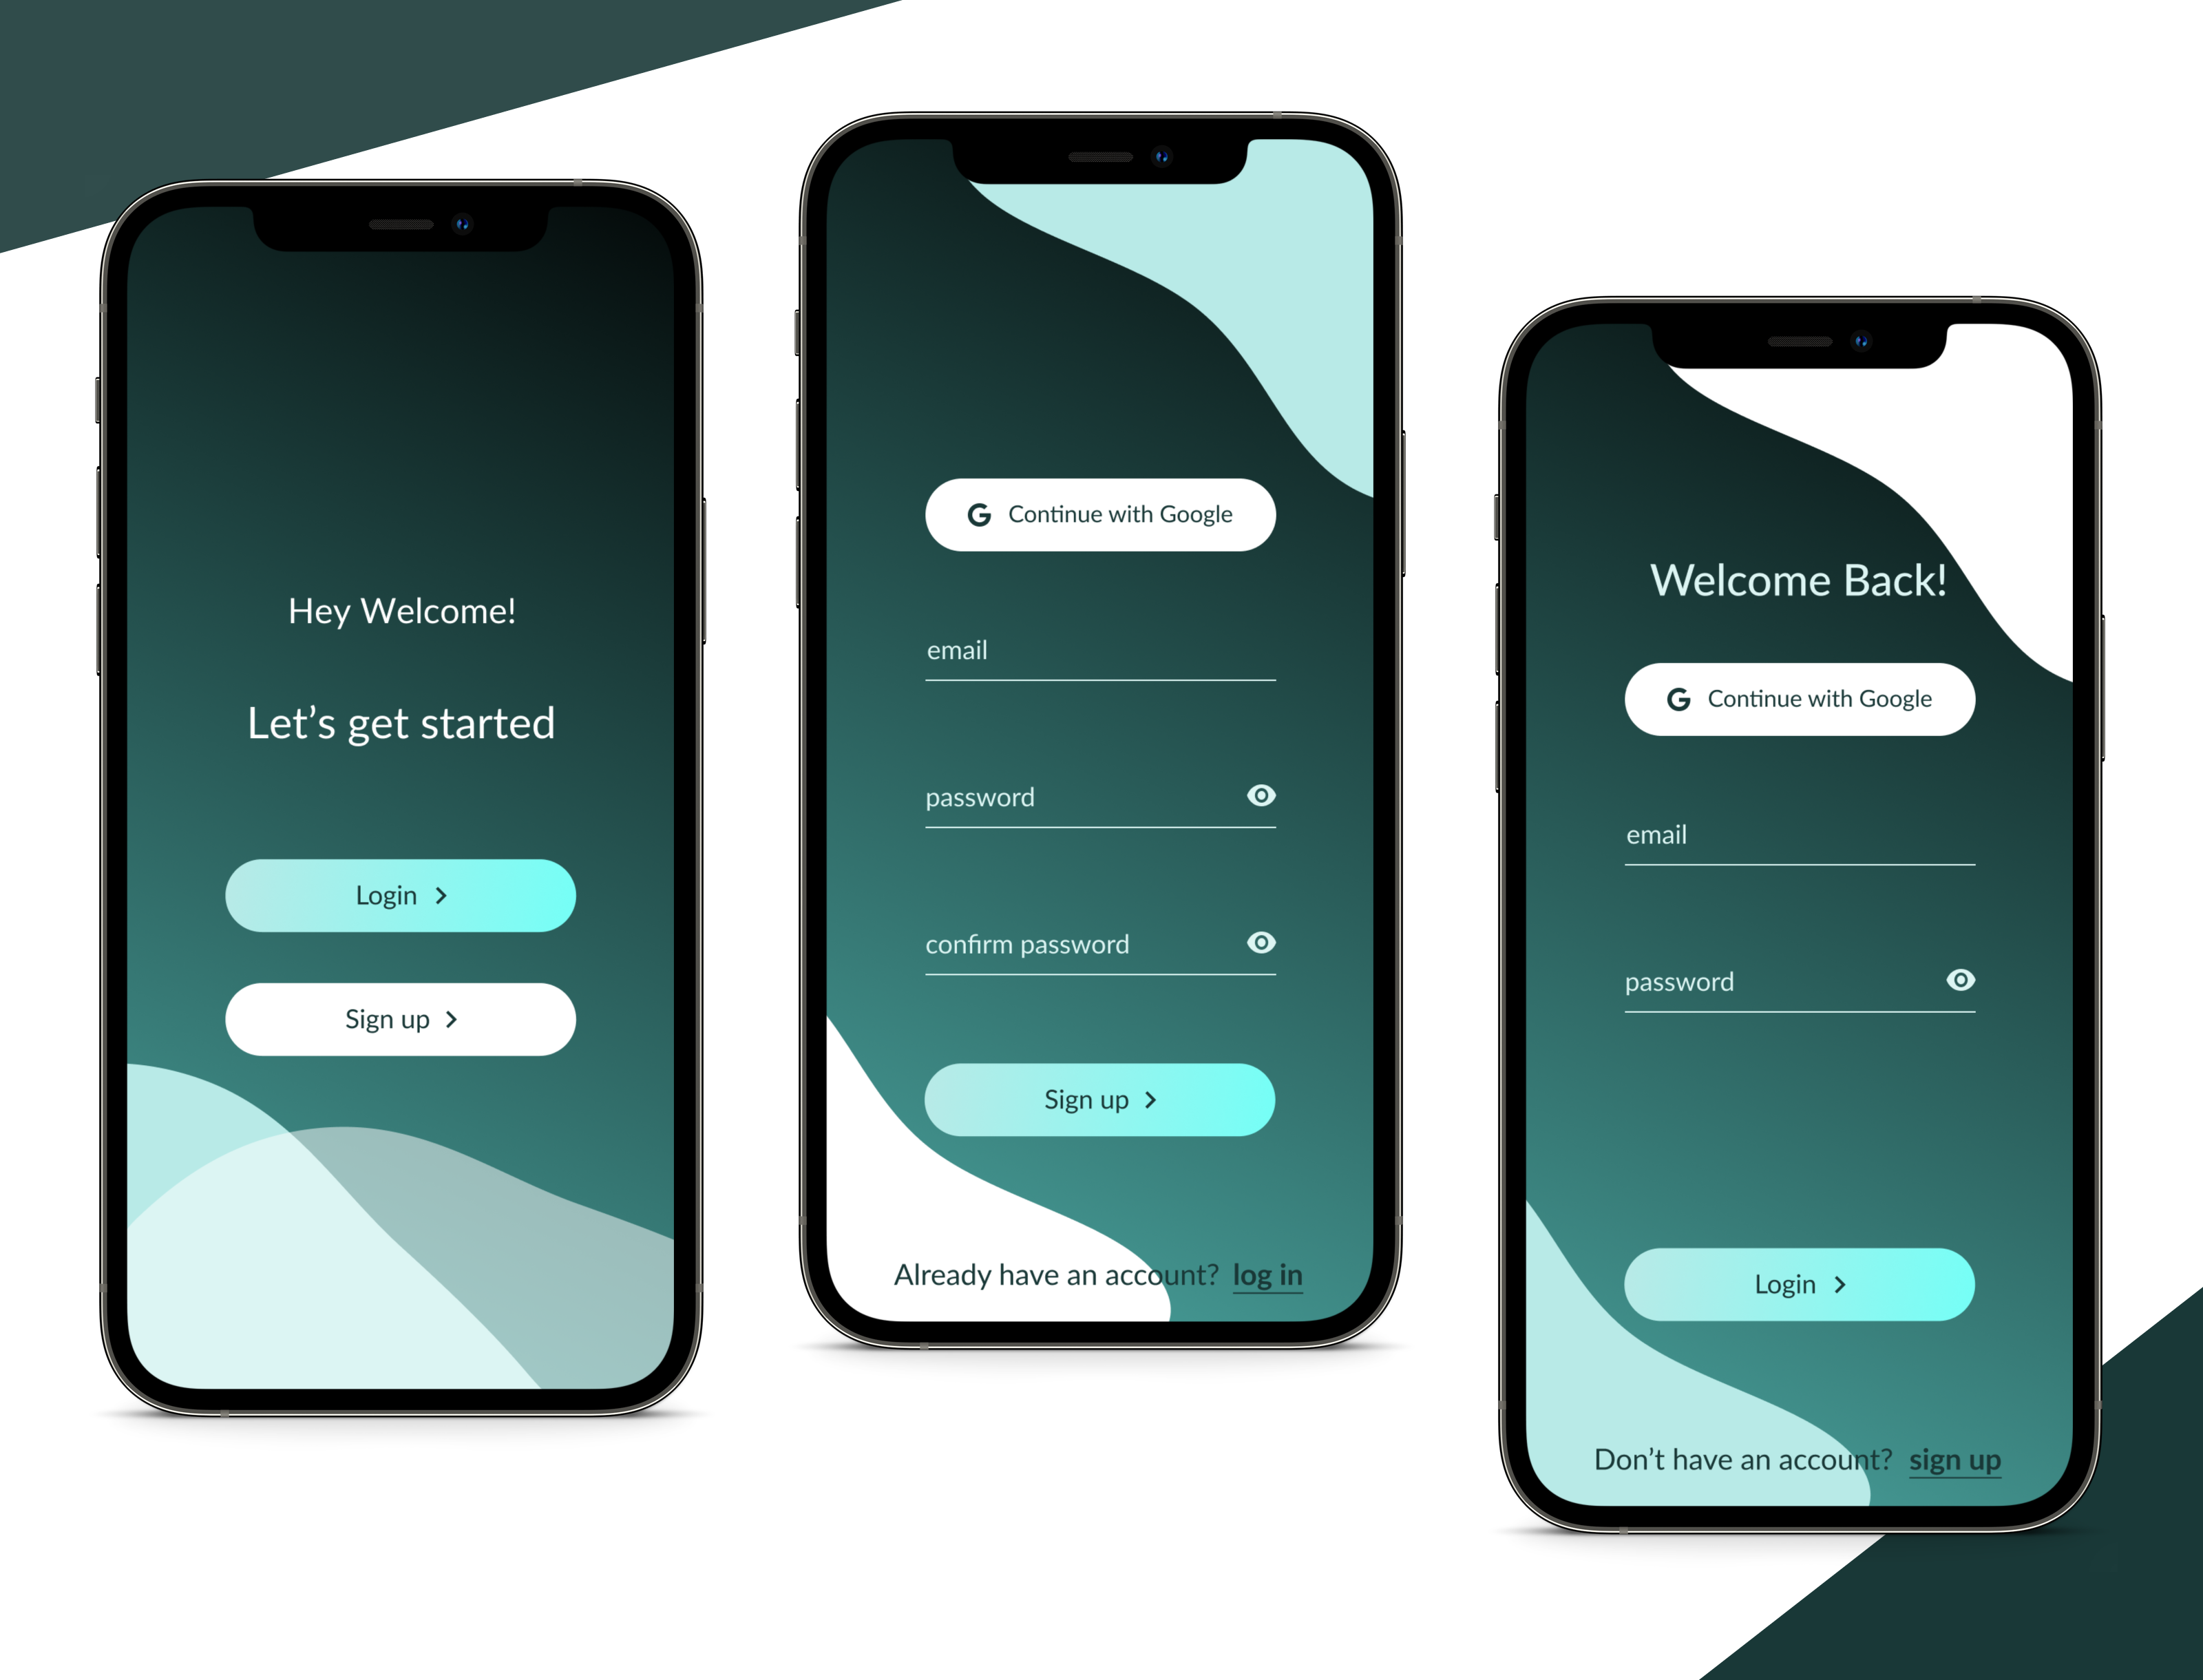 Hey Welcome!
Let’s get started
Login
Sign up
Continue with Google
email
password
confirm password
Sign up
Already have an account? log in
Welcome Back!
Continue with Google
email
password
Login
Don’t have an account? sign up